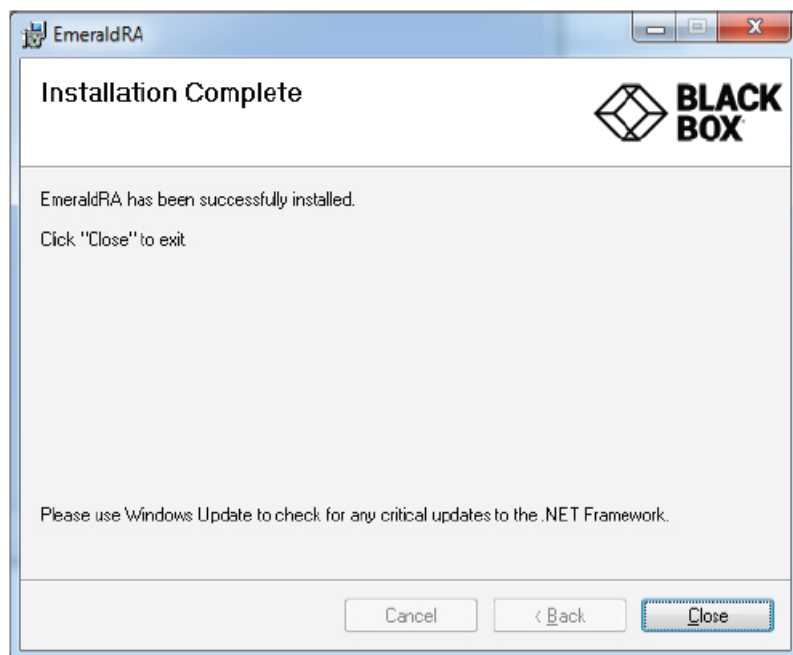 EmeraldRA
Installation Complete
BLACK
BOX
EmeraldRA has been successfully installed.
Click "Close" to exit
Please use Windows Update to check for any critical updates to the .NET Framework.
Cancel
< Back
Close